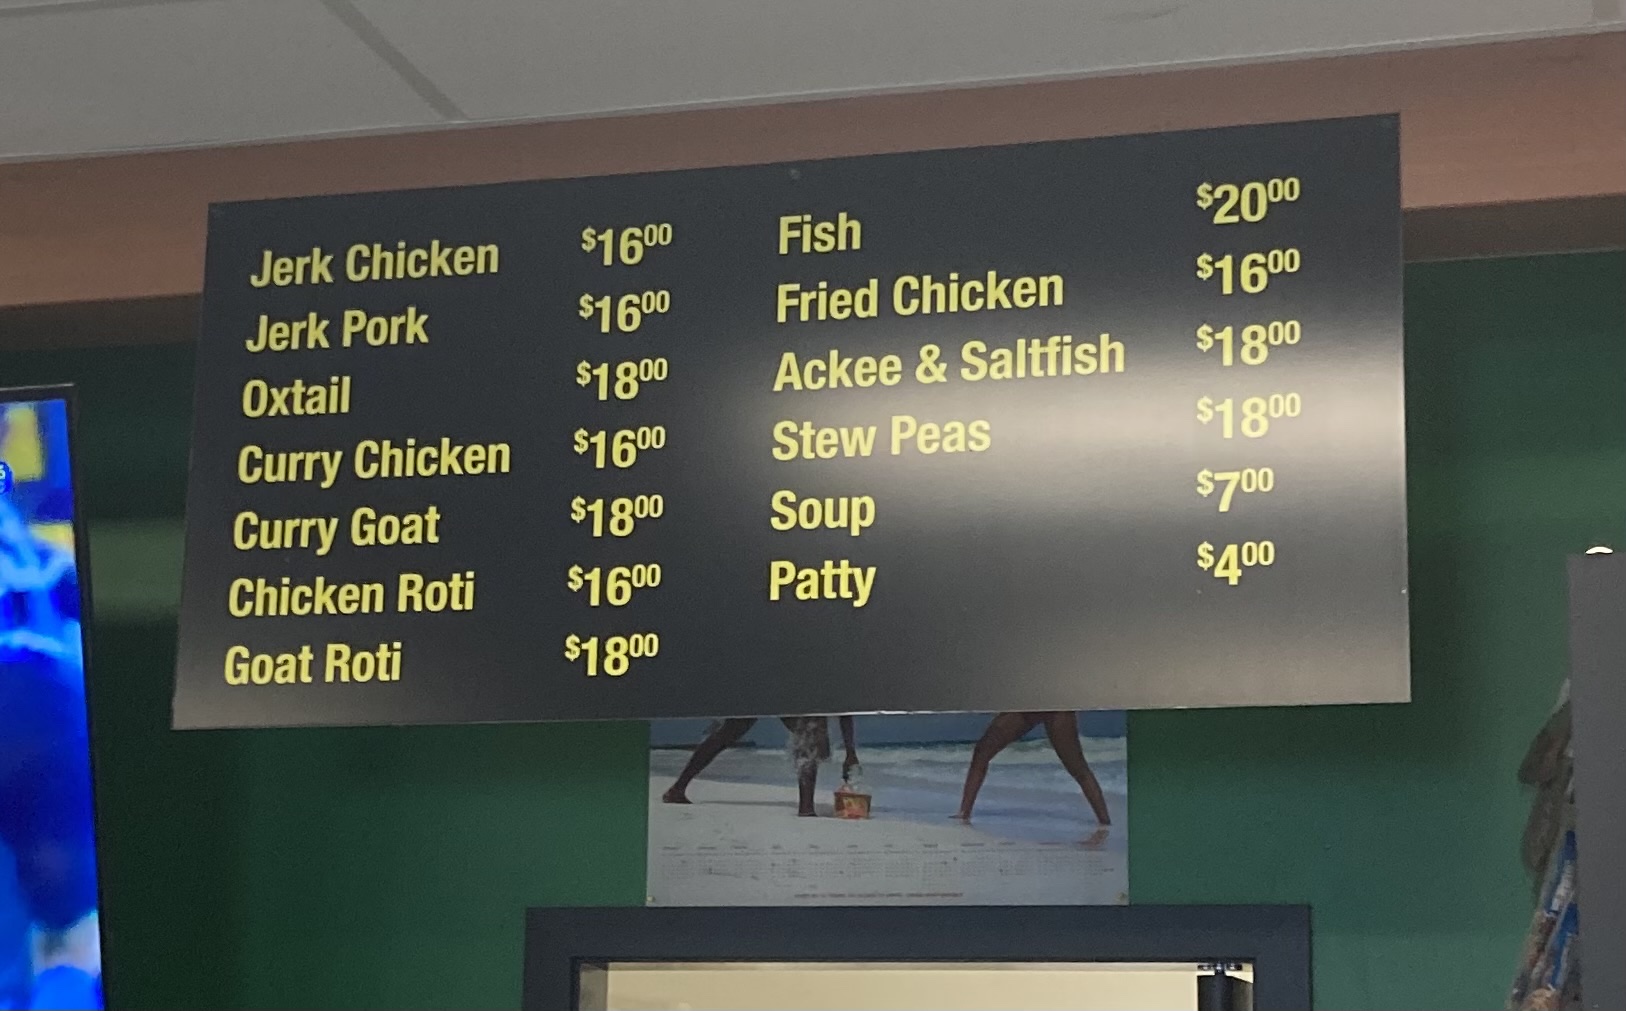 Jerk Chicken $16.00
Jerk Pork $16.00
Oxtail $18.00
Curry Chicken $16.00
Curry Goat $18.00
Chicken Roti $16.00
Goat Roti $18.00
Fish $20.00
Fried Chicken $16.00
Ackee & Saltfish $18.00
Stew Peas $18.00
Soup $7.00
Patty $4.00